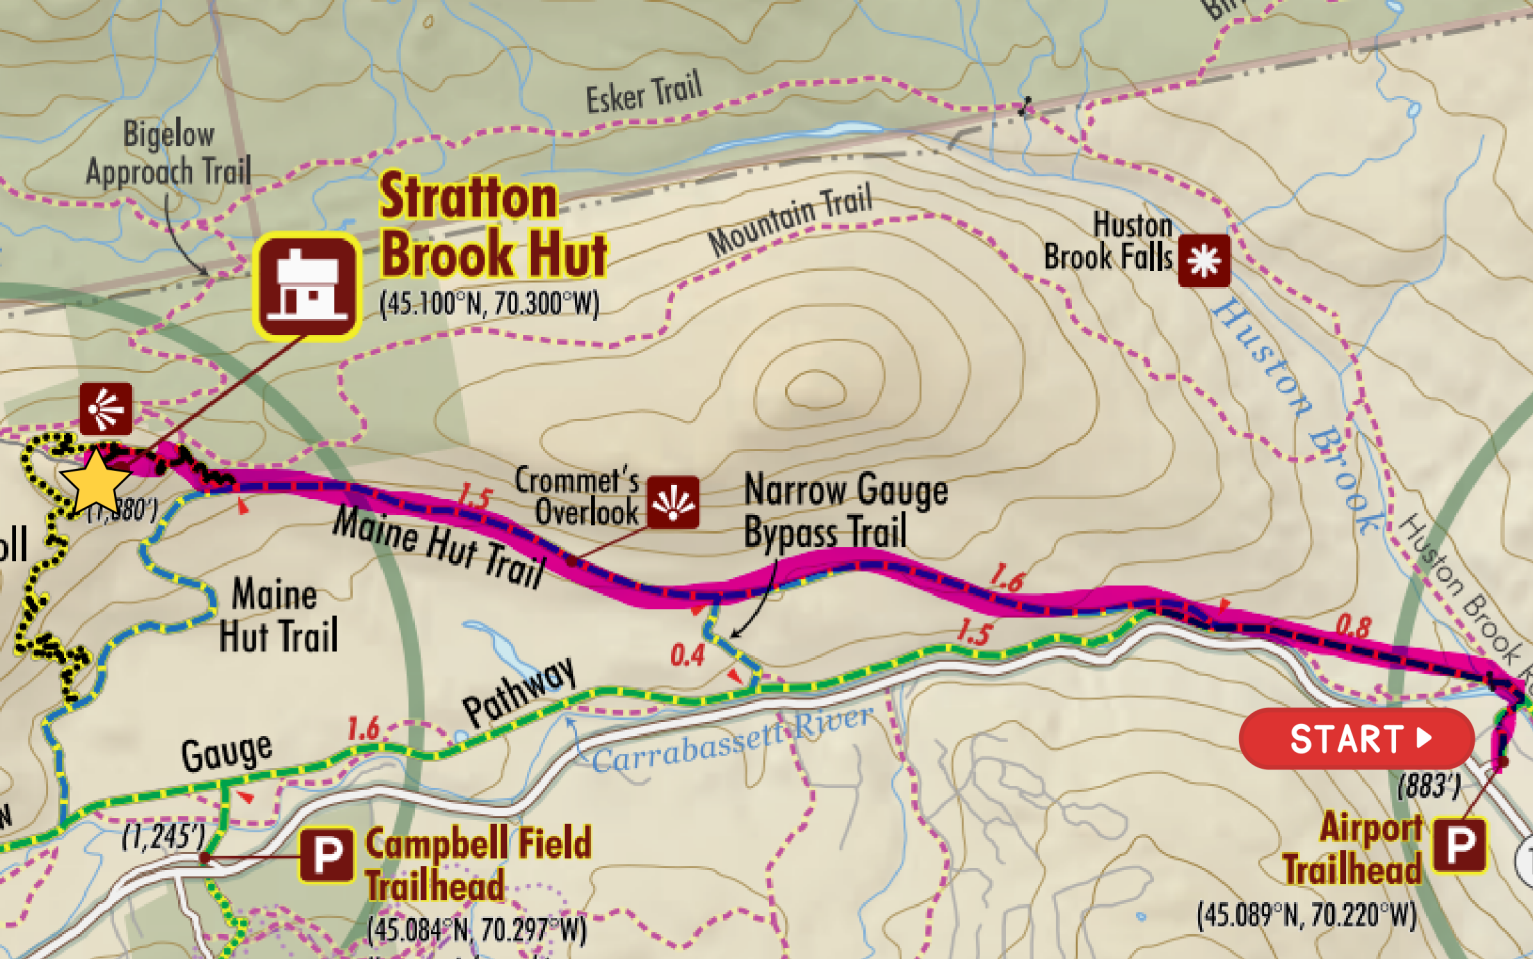 Esker Trail
Bigelow
Approach Trail
Stratton
Brook Hut
(45.100°N, 70.300°W)
Mountain Trail
Huston
Brook Falls
Huston Brook
Crommet's
Overlook
Narrow Gauge
Bypass Trail
1.5
Maine Hut Trail
1.6
0.8
Huston Brook
Maine
Hut Trail
0.4
1.5
Pathway
1.6
Gauge
Carrabassett River
START
(883')
(1,245')
P
Campbell Field
Trailhead
(45.084°N, 70.297°W)
Airport
Trailhead
P
(45.089°N, 70.220°W)